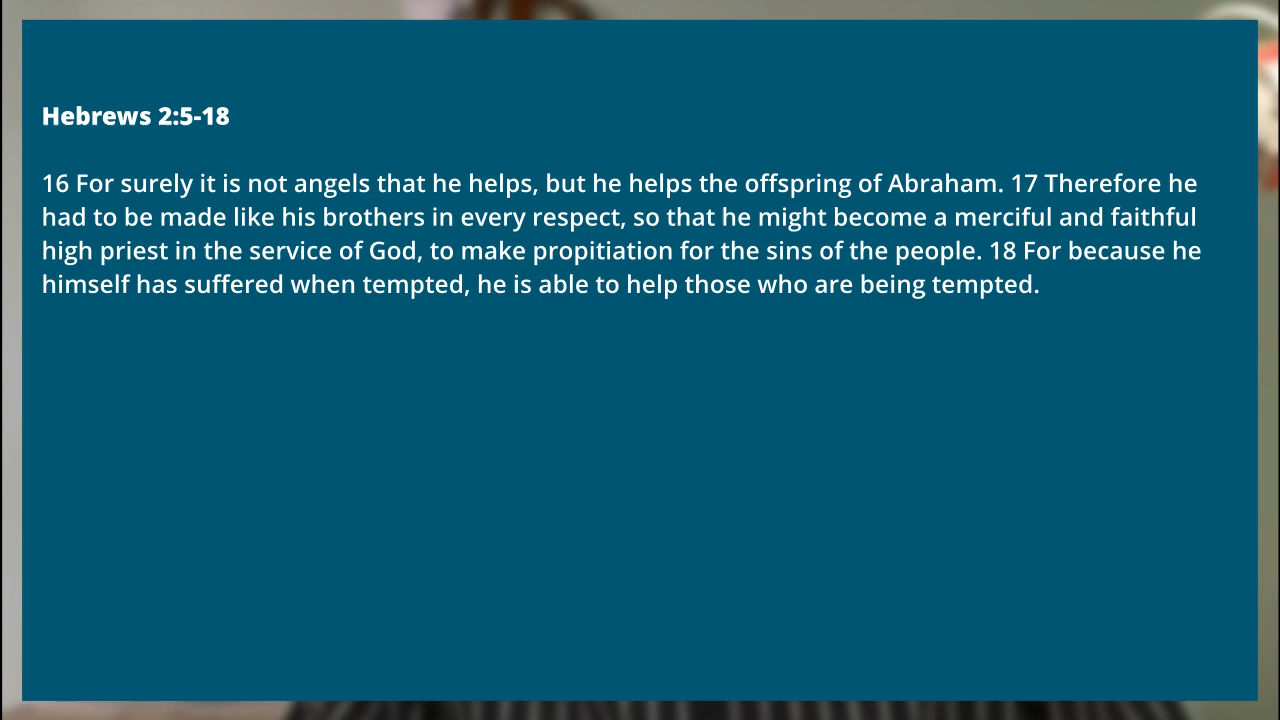 Hebrews 2:5-18
16 For surely it is not angels that he helps, but he helps the offspring of Abraham. 17 Therefore he
had to be made like his brothers in every respect, so that he might become a merciful and faithful
high priest in the service of God, to make propitiation for the sins of the people. 18 For because he
himself has suffered when tempted, he is able to help those who are being tempted.